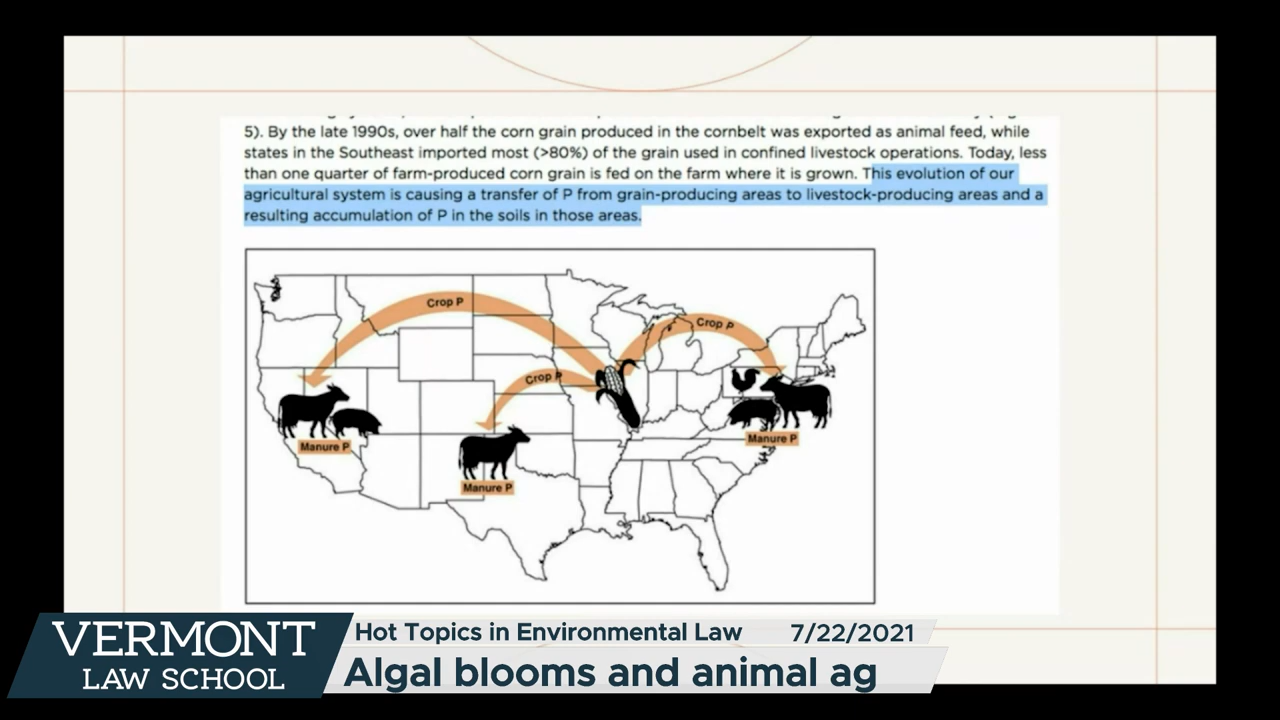 5). By the late 1990s, over half the corn grain produced in the cornbelt was exported as animal feed, while
states in the Southeast imported most (>80%) of the grain used in confined livestock operations. Today, less
than one quarter of farm-produced corn grain is fed on the farm where it is grown. This evolution of our
agricultural system is causing a transfer of P from grain-producing areas to livestock-producing areas and a
resulting accumulation of P in the soils in those areas.
Crop P
Crop P
Crop P
Manure P
Manure P
Manure P
VERMONT
LAW SCHOOL
Hot Topics in Environmental Law 7/22/2021
Algal blooms and animal ag